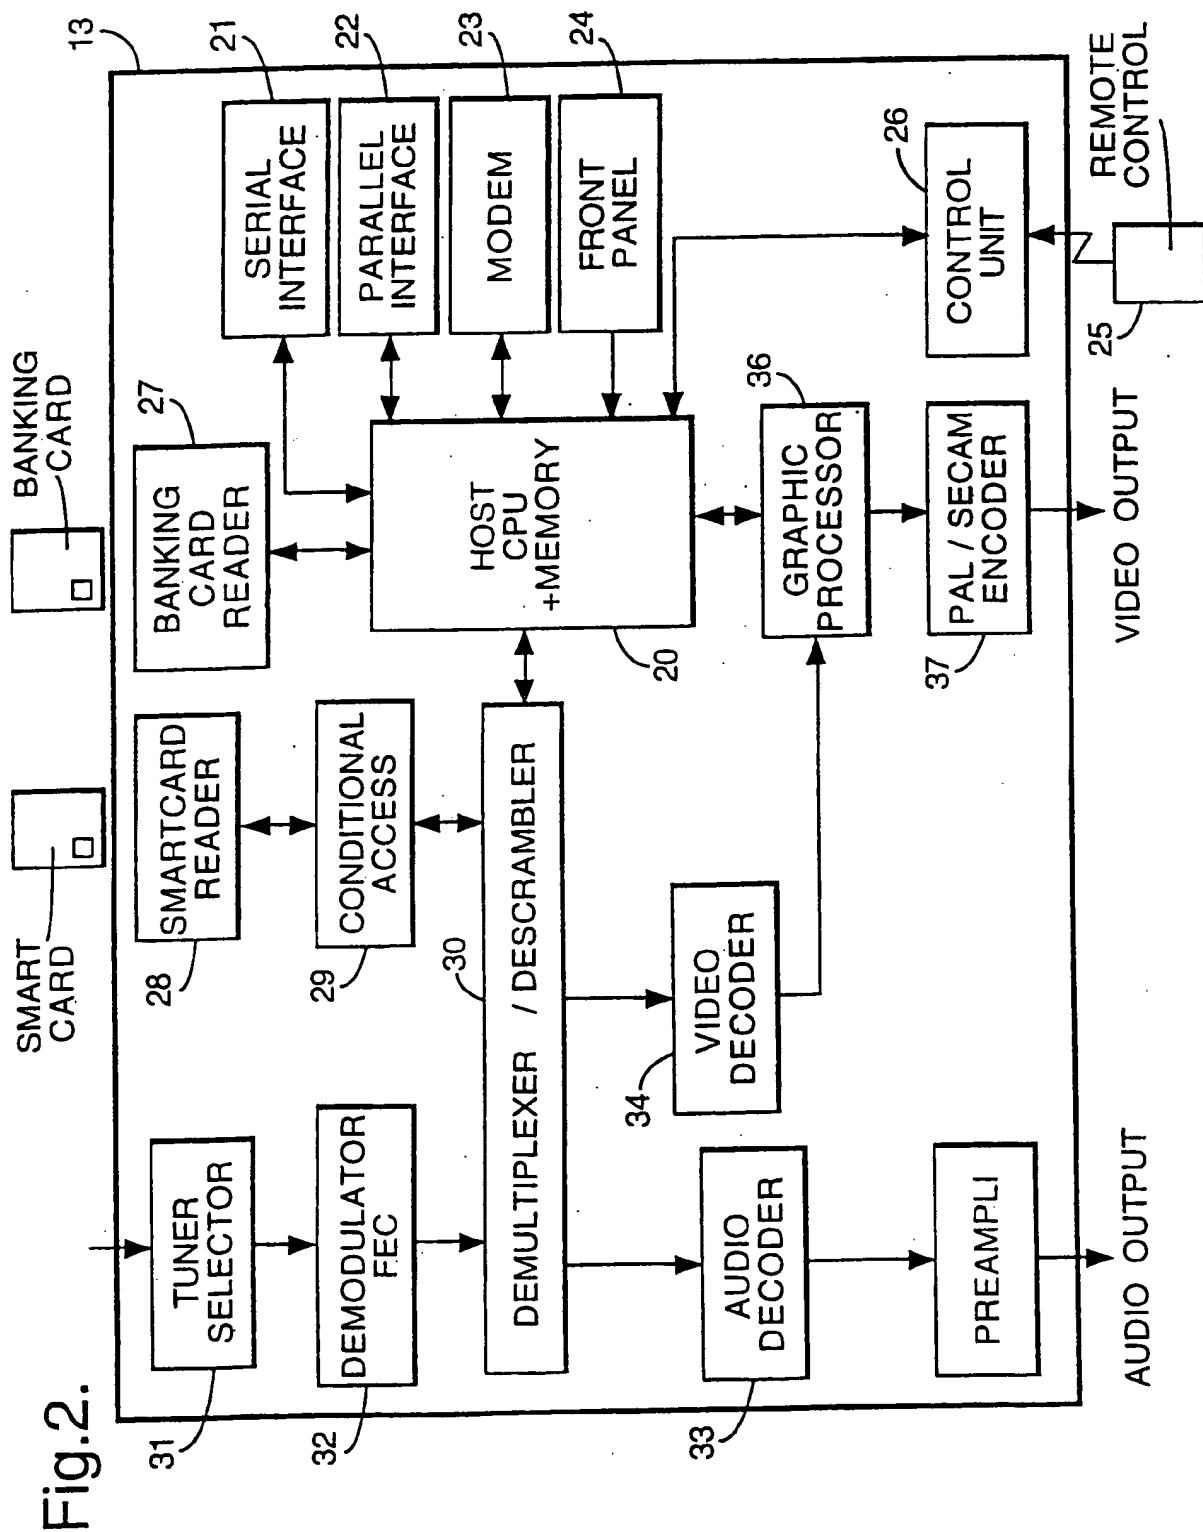 Fig.2.
SMART
CARD
BANKING
CARD
13
31
TUNER
SELECTOR
28
SMARTCARD
READER
27
BANKING
CARD
READER
21
SERIAL
INTERFACE
32
DEMODULATOR
FEC
29
CONDITIONAL
ACCESS
22
PARALLEL
INTERFACE
30
DEMULTIPLEXER / DESCRAMBLER
20
HOST
CPU
+MEMORY
23
MODEM
24
FRONT
PANEL
33
AUDIO
DECODER
34
VIDEO
DECODER
36
GRAPHIC
PROCESSOR
26
CONTROL
UNIT
PREAMPLI
37
PAL / SECAM
ENCODER
25
REMOTE
CONTROL
AUDIO OUTPUT
VIDEO OUTPUT